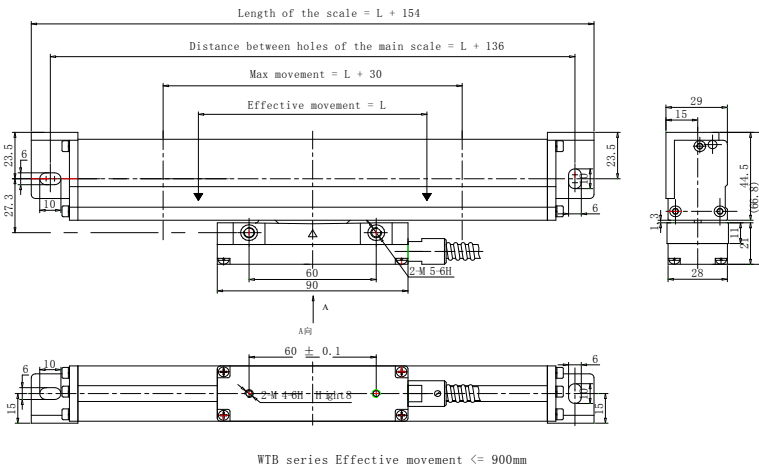 Length of the scale = L + 154
Distance between holes of the main scale = L + 136
Max movement = L + 30
Effective movement = L
29
15
23.5
6
10
27.3
23.5
10
6
44.5
(66.8)
1.3
11
21
28
2-M 5-6H
60
90
A
A向
60 ± 0.1
10
6
15
2-M 4-6H - Hight8
6
10
15
WTB series Effective movement <= 900mm